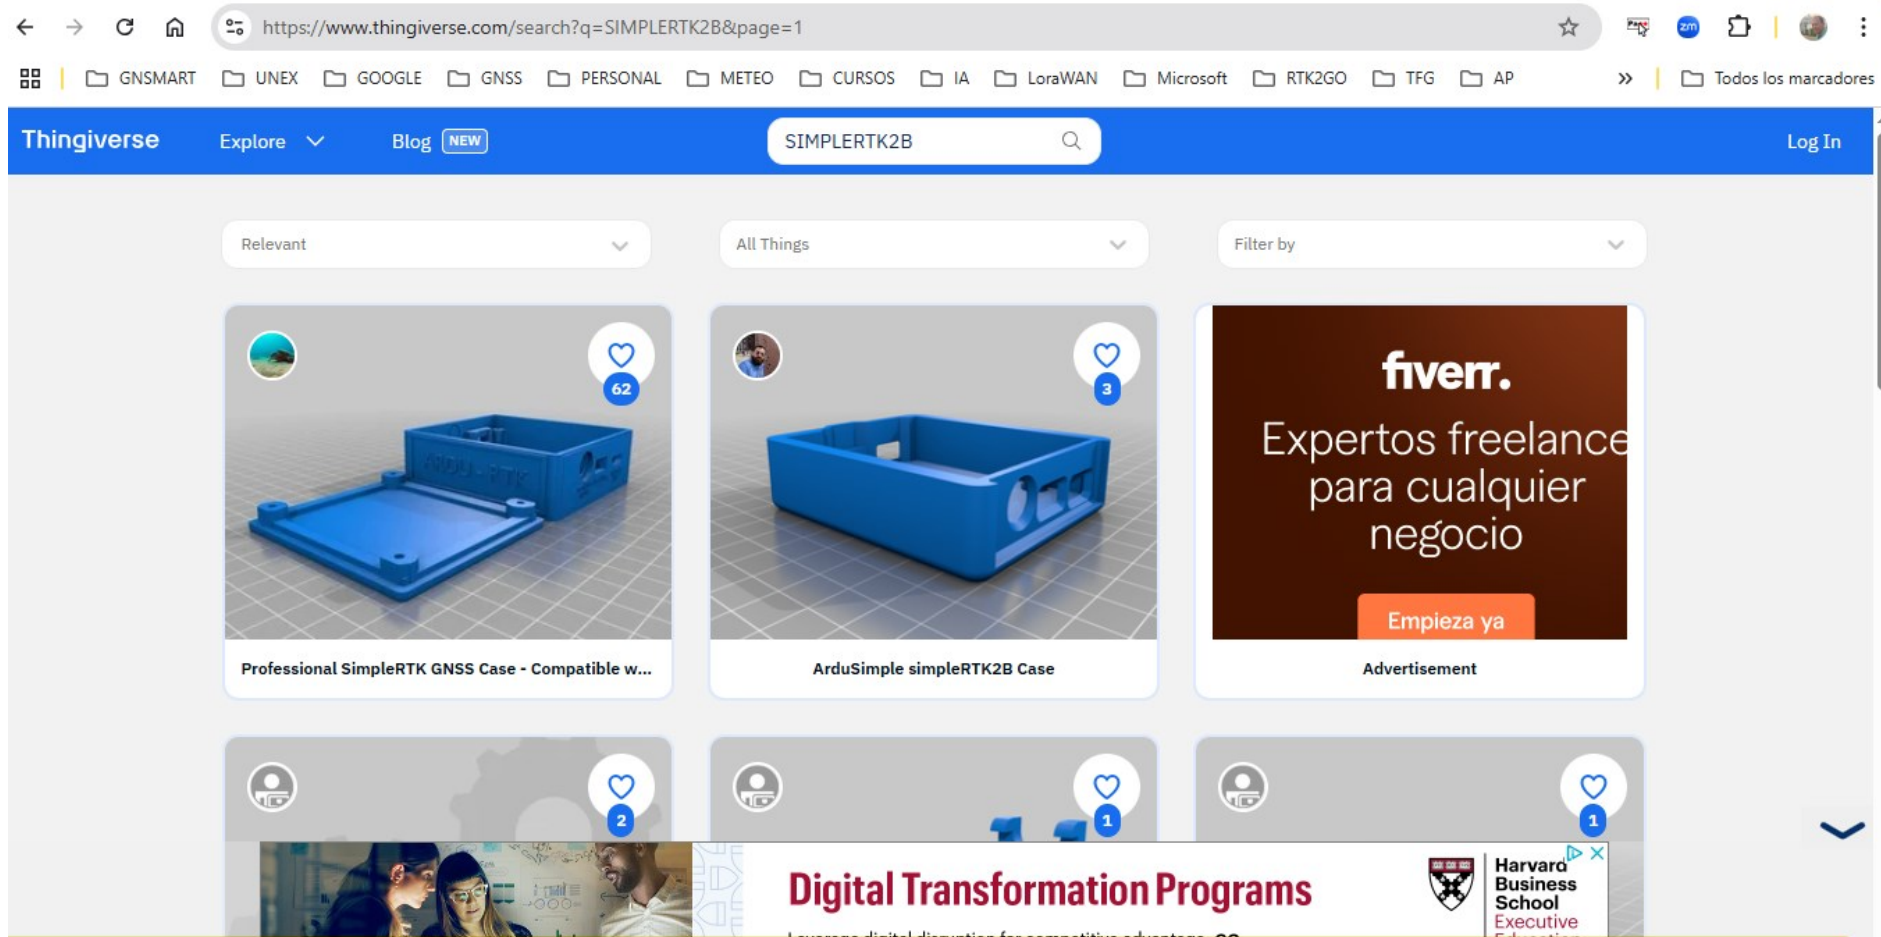 https://www.thingiverse.com/search?q=SIMPLERTK2B&page=1
zm
GNSMART UNEX GOOGLE GNSS PERSONAL METEO CURSOS IA LoraWAN Microsoft RTK2GO TFG AP » Todos los marcadores
Thingiverse Explore Blog NEW SIMPLERTK2B Log In
Relevant All Things Filter by
62
3
ARDU-RTK
fiverr.
Expertos freelance
para cualquier
negocio
Empieza ya
Professional SimpleRTK GNSS Case - Compatible w...
ArduSimple simpleRTK2B Case
Advertisement
2
1
1
Digital Transformation Programs
Harvard
Business
School
Executive